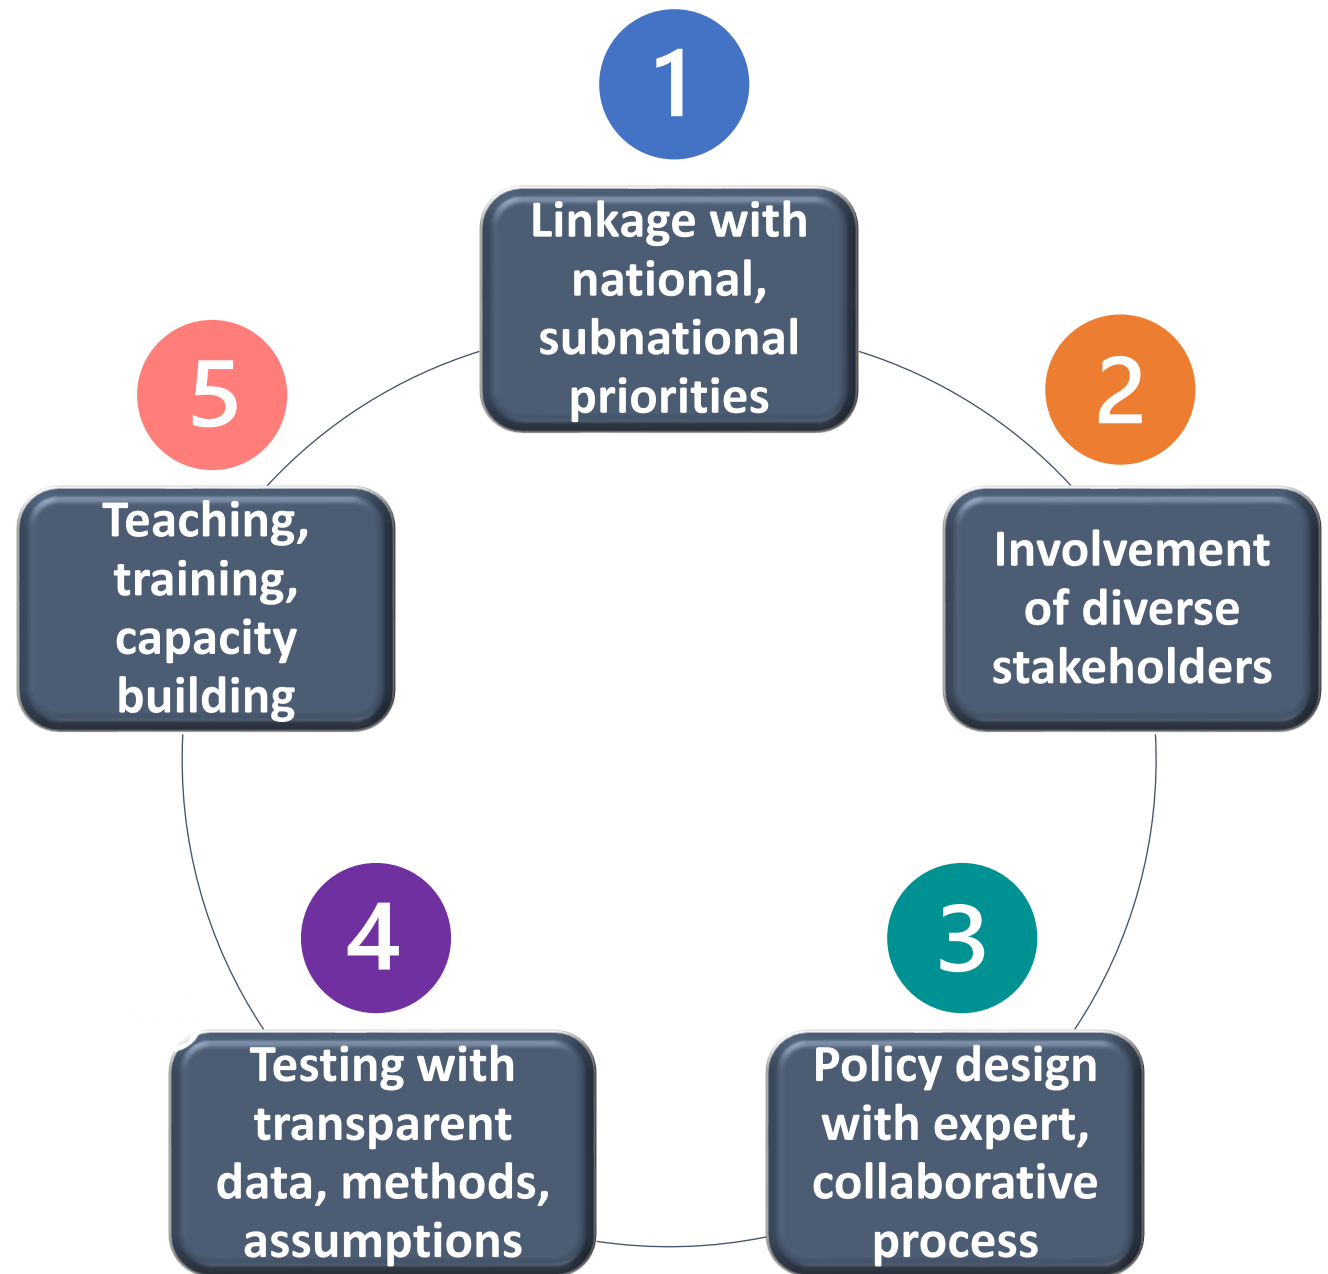 1
Linkage with
national,
subnational
priorities
2
Involvement
of diverse
stakeholders
3
Policy design
with expert,
collaborative
process
4
Testing with
transparent
data, methods,
assumptions
5
Teaching,
training,
capacity
building